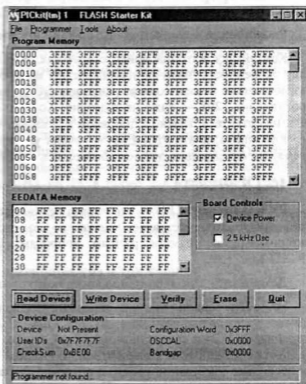 PICkit(tm) 1 FLASH Starter Kit
File Programmer Tools About
Program Memory
0000 3FFF 3FFF 3FFF 3FFF 3FFF 3FFF 3FFF 3FFF
0008 3FFF 3FFF 3FFF 3FFF 3FFF 3FFF 3FFF 3FFF
0010 3FFF 3FFF 3FFF 3FFF 3FFF 3FFF 3FFF 3FFF
0018 3FFF 3FFF 3FFF 3FFF 3FFF 3FFF 3FFF 3FFF
0020 3FFF 3FFF 3FFF 3FFF 3FFF 3FFF 3FFF 3FFF
0028 3FFF 3FFF 3FFF 3FFF 3FFF 3FFF 3FFF 3FFF
0030 3FFF 3FFF 3FFF 3FFF 3FFF 3FFF 3FFF 3FFF
0038 3FFF 3FFF 3FFF 3FFF 3FFF 3FFF 3FFF 3FFF
0040 3FFF 3FFF 3FFF 3FFF 3FFF 3FFF 3FFF 3FFF
0048 3FFF 3FFF 3FFF 3FFF 3FFF 3FFF 3FFF 3FFF
0050 3FFF 3FFF 3FFF 3FFF 3FFF 3FFF 3FFF 3FFF
0058 3FFF 3FFF 3FFF 3FFF 3FFF 3FFF 3FFF 3FFF
0060 3FFF 3FFF 3FFF 3FFF 3FFF 3FFF 3FFF 3FFF
0068 3FFF 3FFF 3FFF 3FFF 3FFF 3FFF 3FFF 3FFF
EEDATA Memory
00 FF FF FF FF FF FF FF FF
08 FF FF FF FF FF FF FF FF
10 FF FF FF FF FF FF FF FF
18 FF FF FF FF FF FF FF FF
20 FF FF FF FF FF FF FF FF
28 FF FF FF FF FF FF FF FF
30 FF FF FF FF FF FF FF FF
Board Controls
Device Power
2.5 kHz Osc
Read Device Write Device Verify Erase Quit
Device Configuration
Device Not Present Configuration Word 0x3FFF
User IDs 0x7F7F7F7F OSCCAL 0x0000
CheckSum 0xBE00 Bandgap 0x0000
Programmer not found...